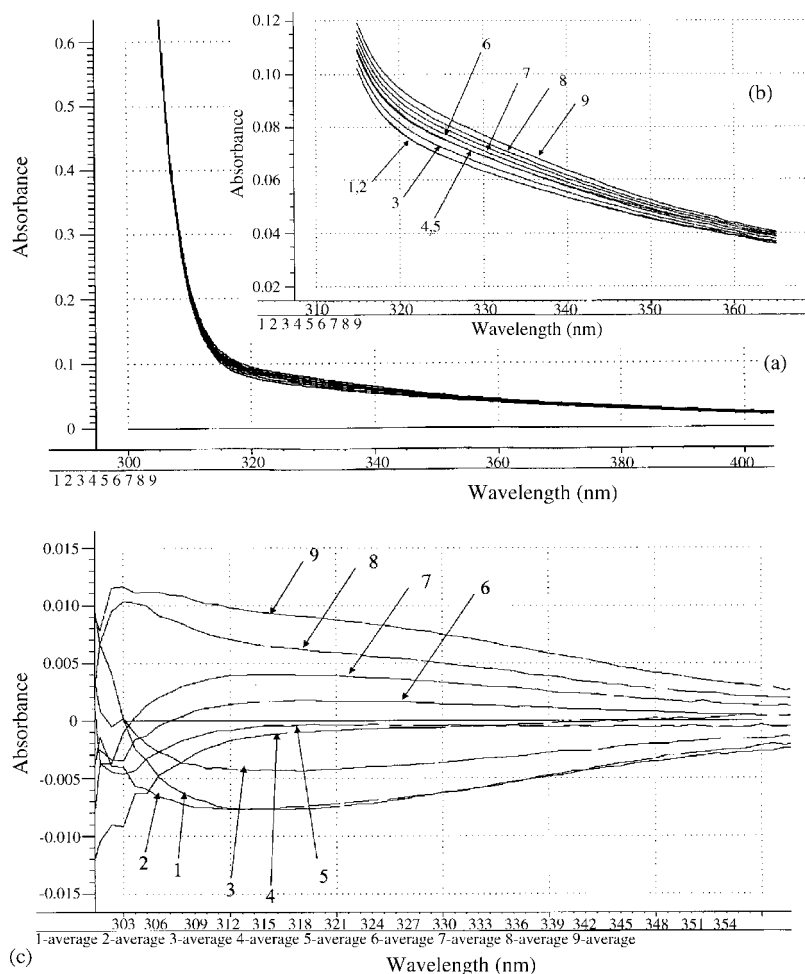 0.6
0.5
0.4
0.3
0.2
0.1
0
Absorbance
0.12
0.10
0.08
0.06
0.04
0.02
Absorbance
6
7
8
9
(b)
1,2
3
4,5
310 320 330 340 350 360
1 2 3 4 5 6 7 8 9
Wavelength (nm)
(a)
300 320 340 360 380 400
1 2 3 4 5 6 7 8 9
Wavelength (nm)
0.015
0.010
0.005
0
-0.005
-0.010
-0.015
Absorbance
9
8
7
6
2
1
3
4
5
303 306 309 312 315 318 321 324 327 330 333 336 339 342 345 348 351 354
1-average 2-average 3-average 4-average 5-average 6-average 7-average 8-average 9-average
(c)
Wavelength (nm)